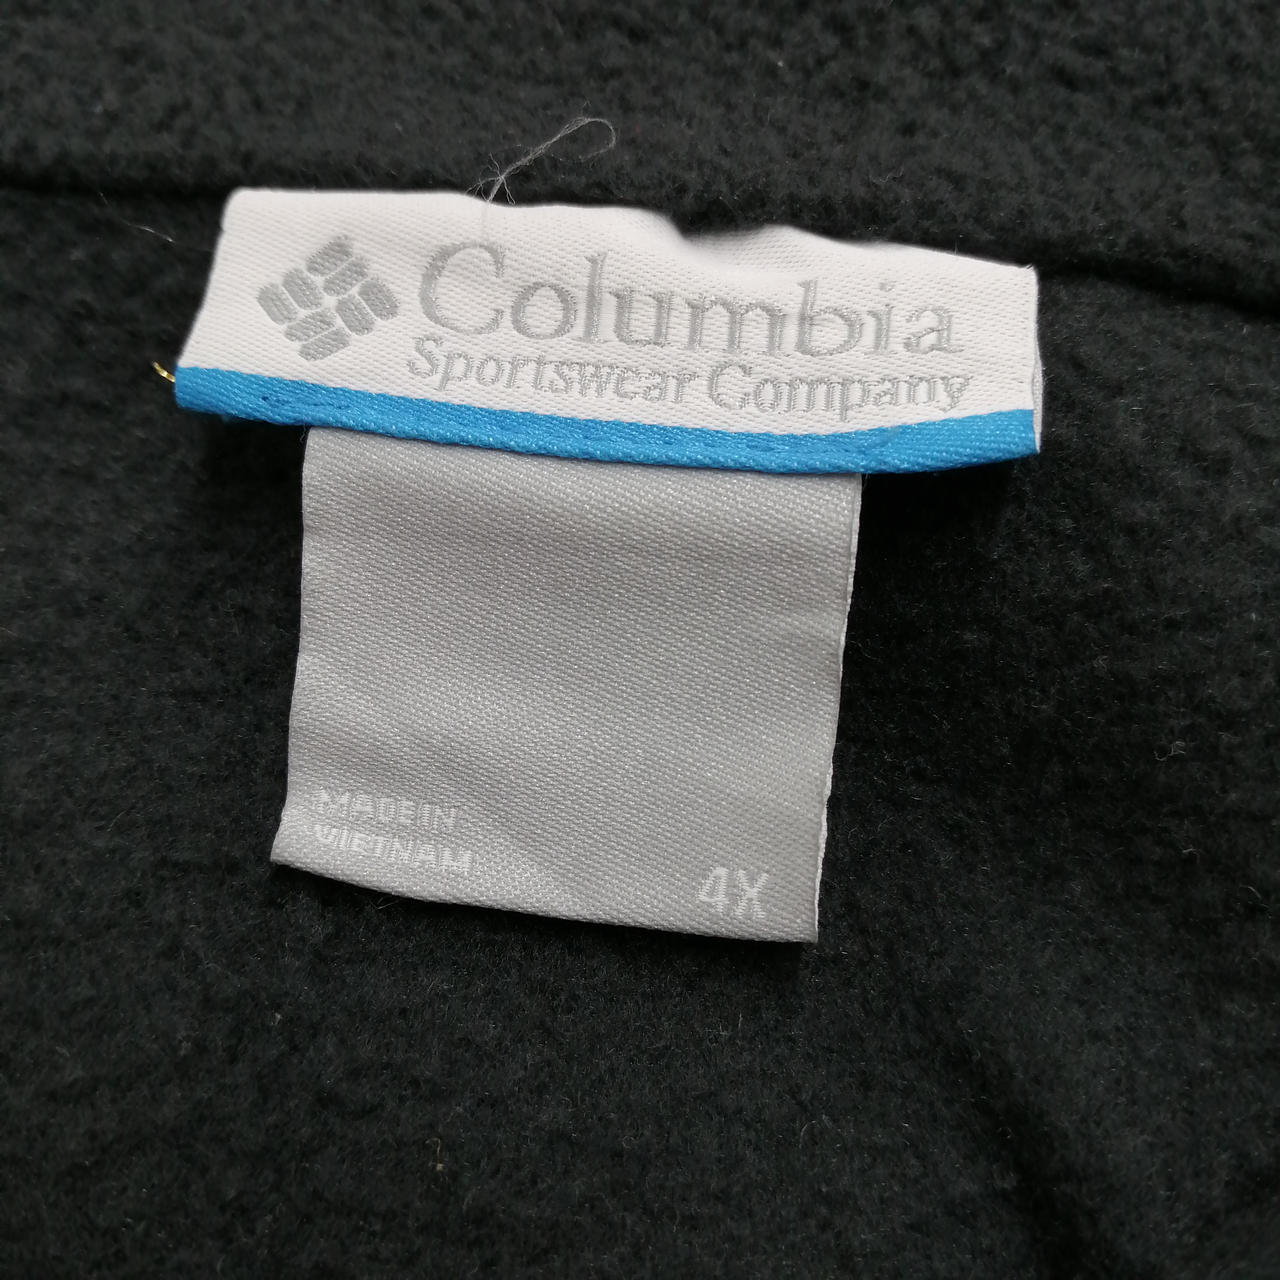 Columbia
Sportswear Company
MADE IN
VIETNAM
4X